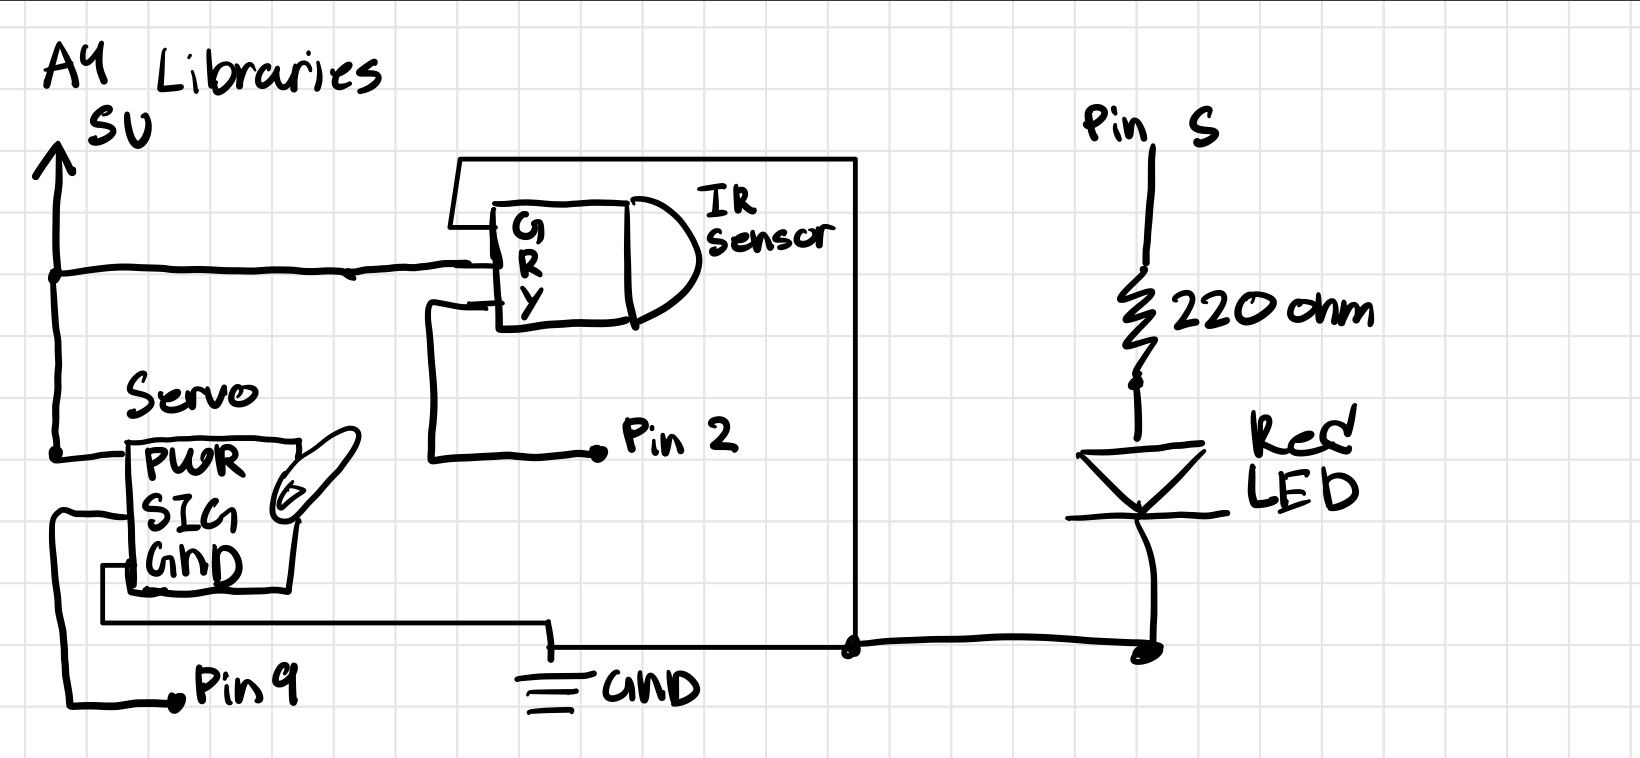 A4 Libraries
5V
Pin 5
IR
sensor
G
R
Y
220 ohm
Servo
Pin 2
Red
LED
PWR
SIG
GND
Pin 9
GND